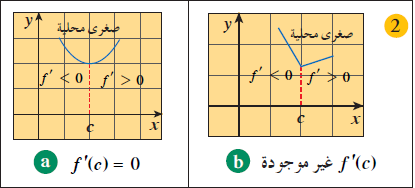 2
y
صغرى محلية
f' < 0 f' > 0
c x
b f'(c) غير موجودة
y
صغرى محلية
f' < 0 f' > 0
c x
a f'(c) = 0